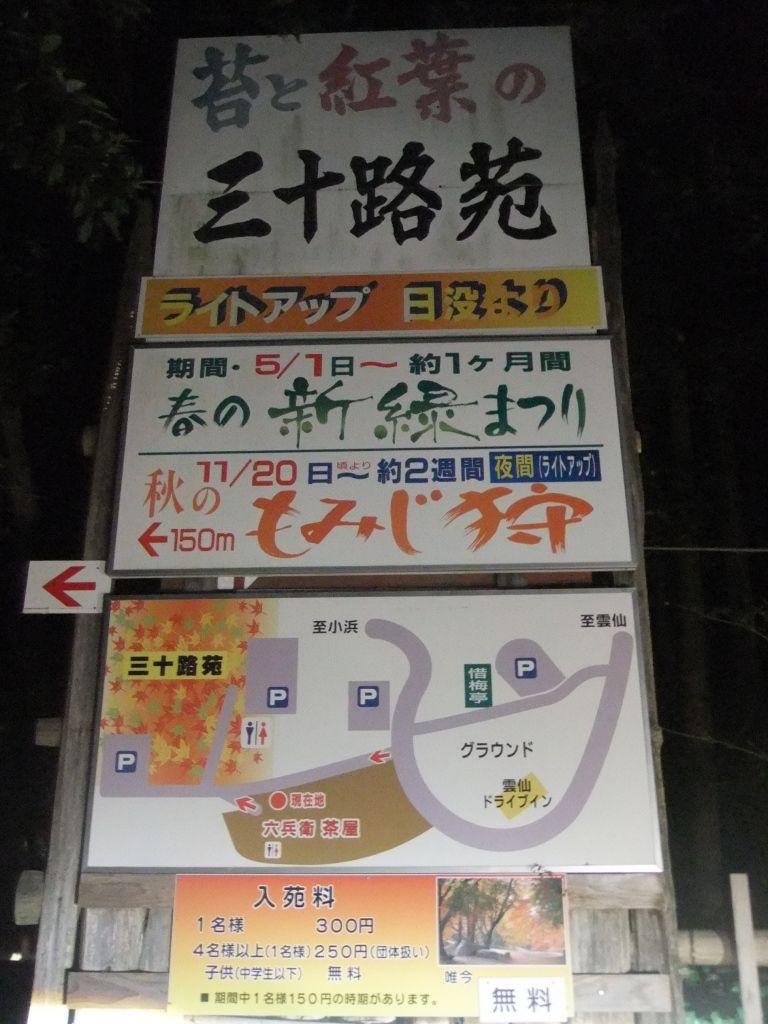 苔と紅葉の
三十路苑
ライトアップ 日没より
期間・5/1日～約1ヶ月間
春の新緑まつり
11/20日頃より～約2週間 夜間(ライトアップ)
秋のもみじ狩
←150m
←
至小浜
至雲仙
三十路苑
P
P
P
惜梅亭
P
グラウンド
雲仙
ドライブイン
現在地
六兵衛 茶屋
入苑料
1名様 300円
4名様以上(1名様)250円(団体扱い)
子供(中学生以下) 無料
■期間中1名様150円の時期があります。
唯今
無料